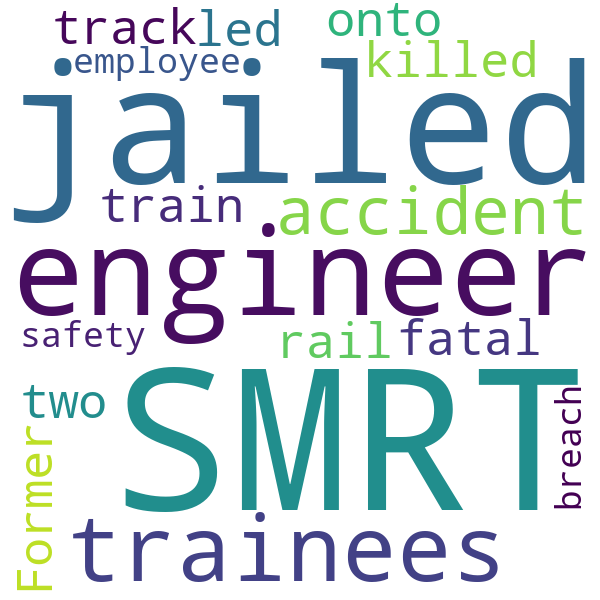 track led onto
employee killed
jailed
train accident
engineer
safety rail fatal
SMRT
two
Former
breach
trainees